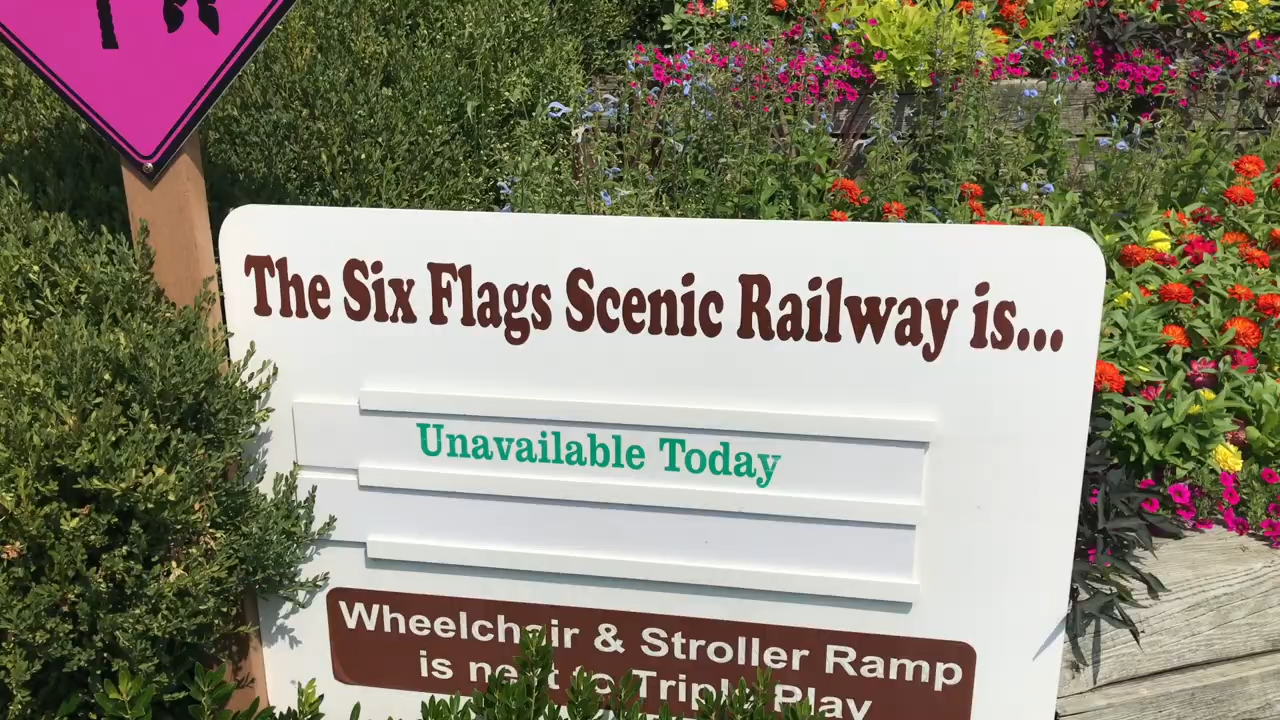 The Six Flags Scenic Railway is...
Unavailable Today
Wheelchair & Stroller Ramp
is next to Triple Play